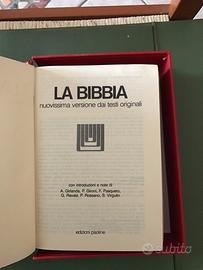 LA BIBBIA
nuovissima versione dai testi originali
con introduzioni e note di
A. Girlanda, P. Gironi, F. Pasquero,
G. Ravasi, P. Rossano, S. Virgulin
edizioni paoline
subito